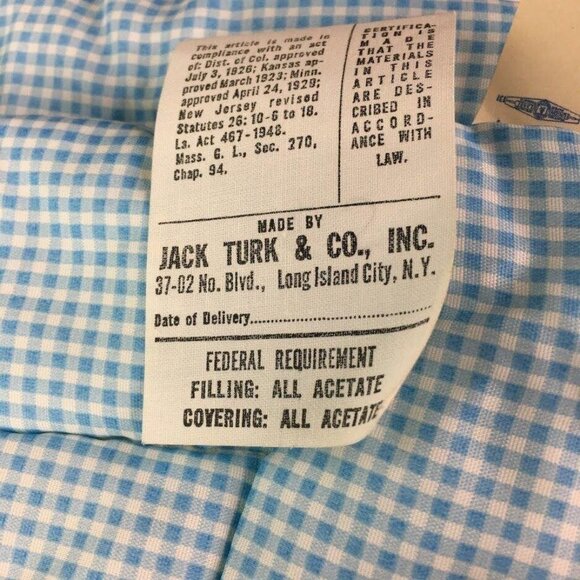 This article is made in
compliance with an act
of: Dist. of Col. approved
July 3, 1926; Kansas ap-
proved March 1923; Minn.
approved April 24, 1929;
New Jersey revised
Statutes 26: 10-6 to 18.
La. Act 467-1948.
Mass. G. L., Sec. 270,
Chap. 94.
CERTIFICA-
TION IS
MADE
THAT THE
MATERIALS
IN THIS
ARTICLE
ARE DES-
CRIBED IN
ACCORD-
ANCE WITH
LAW.
MADE BY
JACK TURK & CO., INC.
37-02 No. Blvd., Long Island City, N.Y.
Date of Delivery..............................
FEDERAL REQUIREMENT
FILLING: ALL ACETATE
COVERING: ALL ACETATE